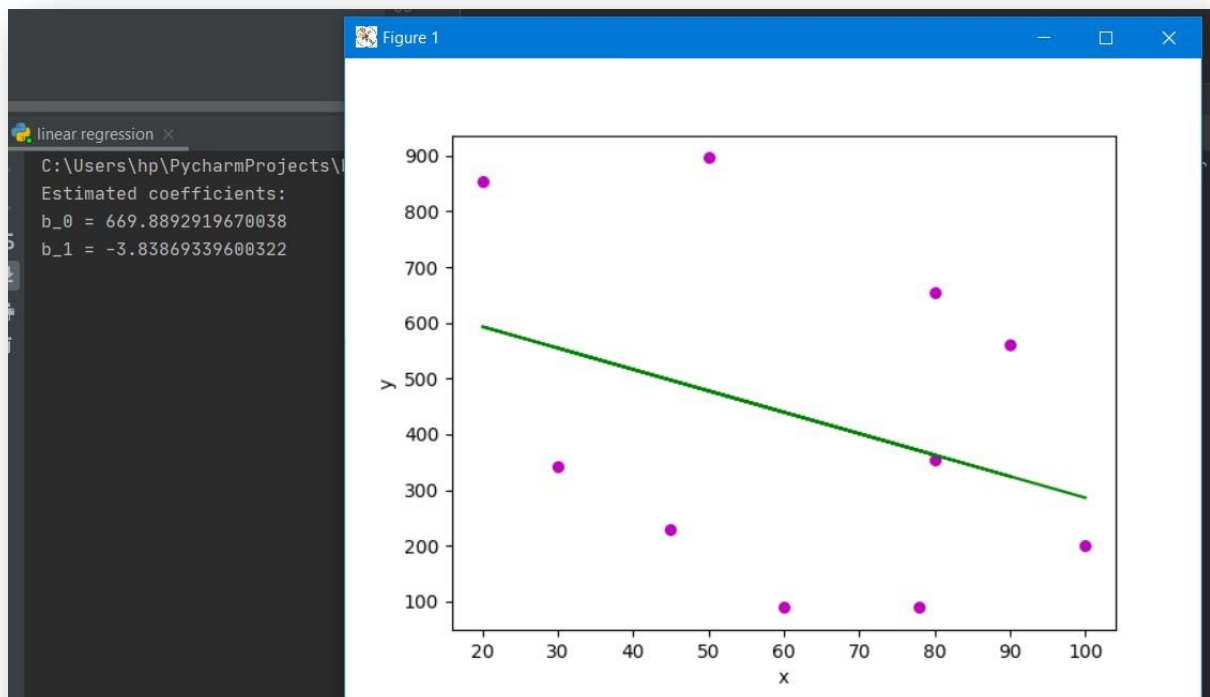 Figure 1
linear regression
C:\Users\hp\PycharmProjects\
Estimated coefficients:
b_0 = 669.8892919670038
b_1 = -3.83869339600322
900
800
700
600
500
400
300
200
100
y
20 30 40 50 60 70 80 90 100
x